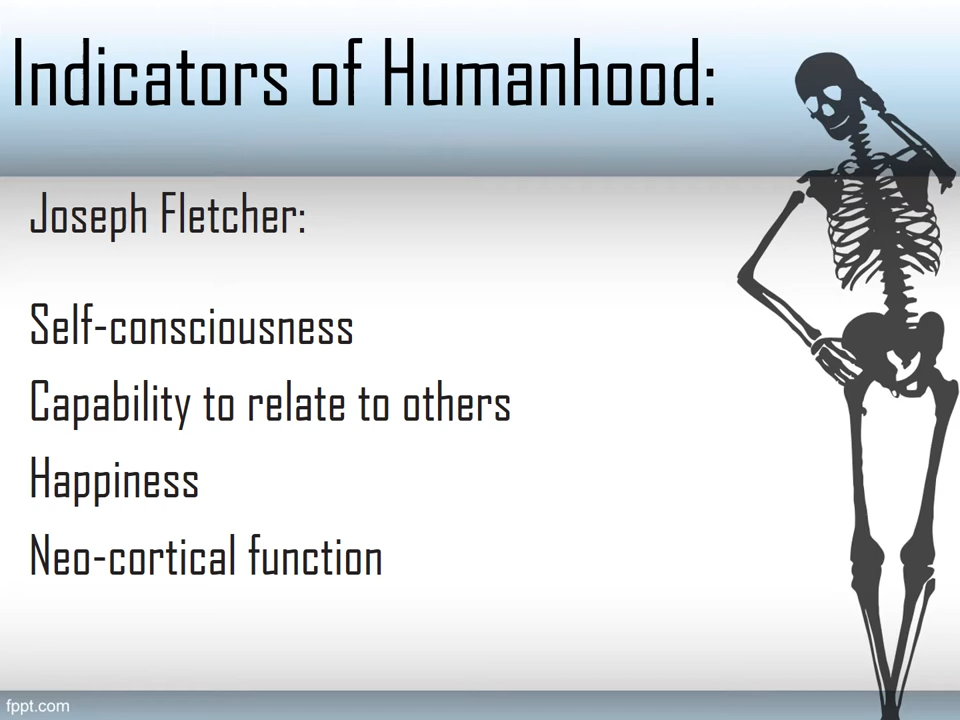 Indicators of Humanhood:
Joseph Fletcher:
Self-consciousness
Capability to relate to others
Happiness
Neo-cortical function
fppt.com